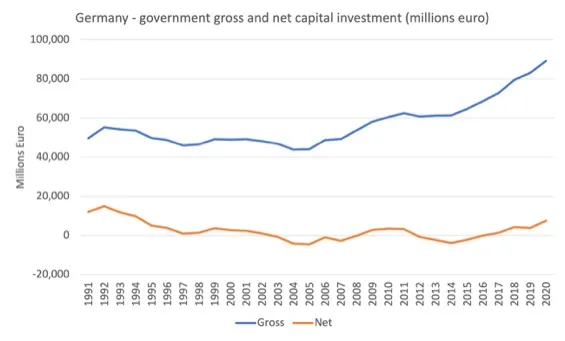 Germany - government gross and net capital investment (millions euro)
100,000
80,000
60,000
40,000
20,000
0
-20,000
Millions Euro
1991 1992 1993 1994 1995 1996 1997 1998 1999 2000 2001 2002 2003 2004 2005 2006 2007 2008 2009 2010 2011 2012 2013 2014 2015 2016 2017 2018 2019 2020
Gross Net